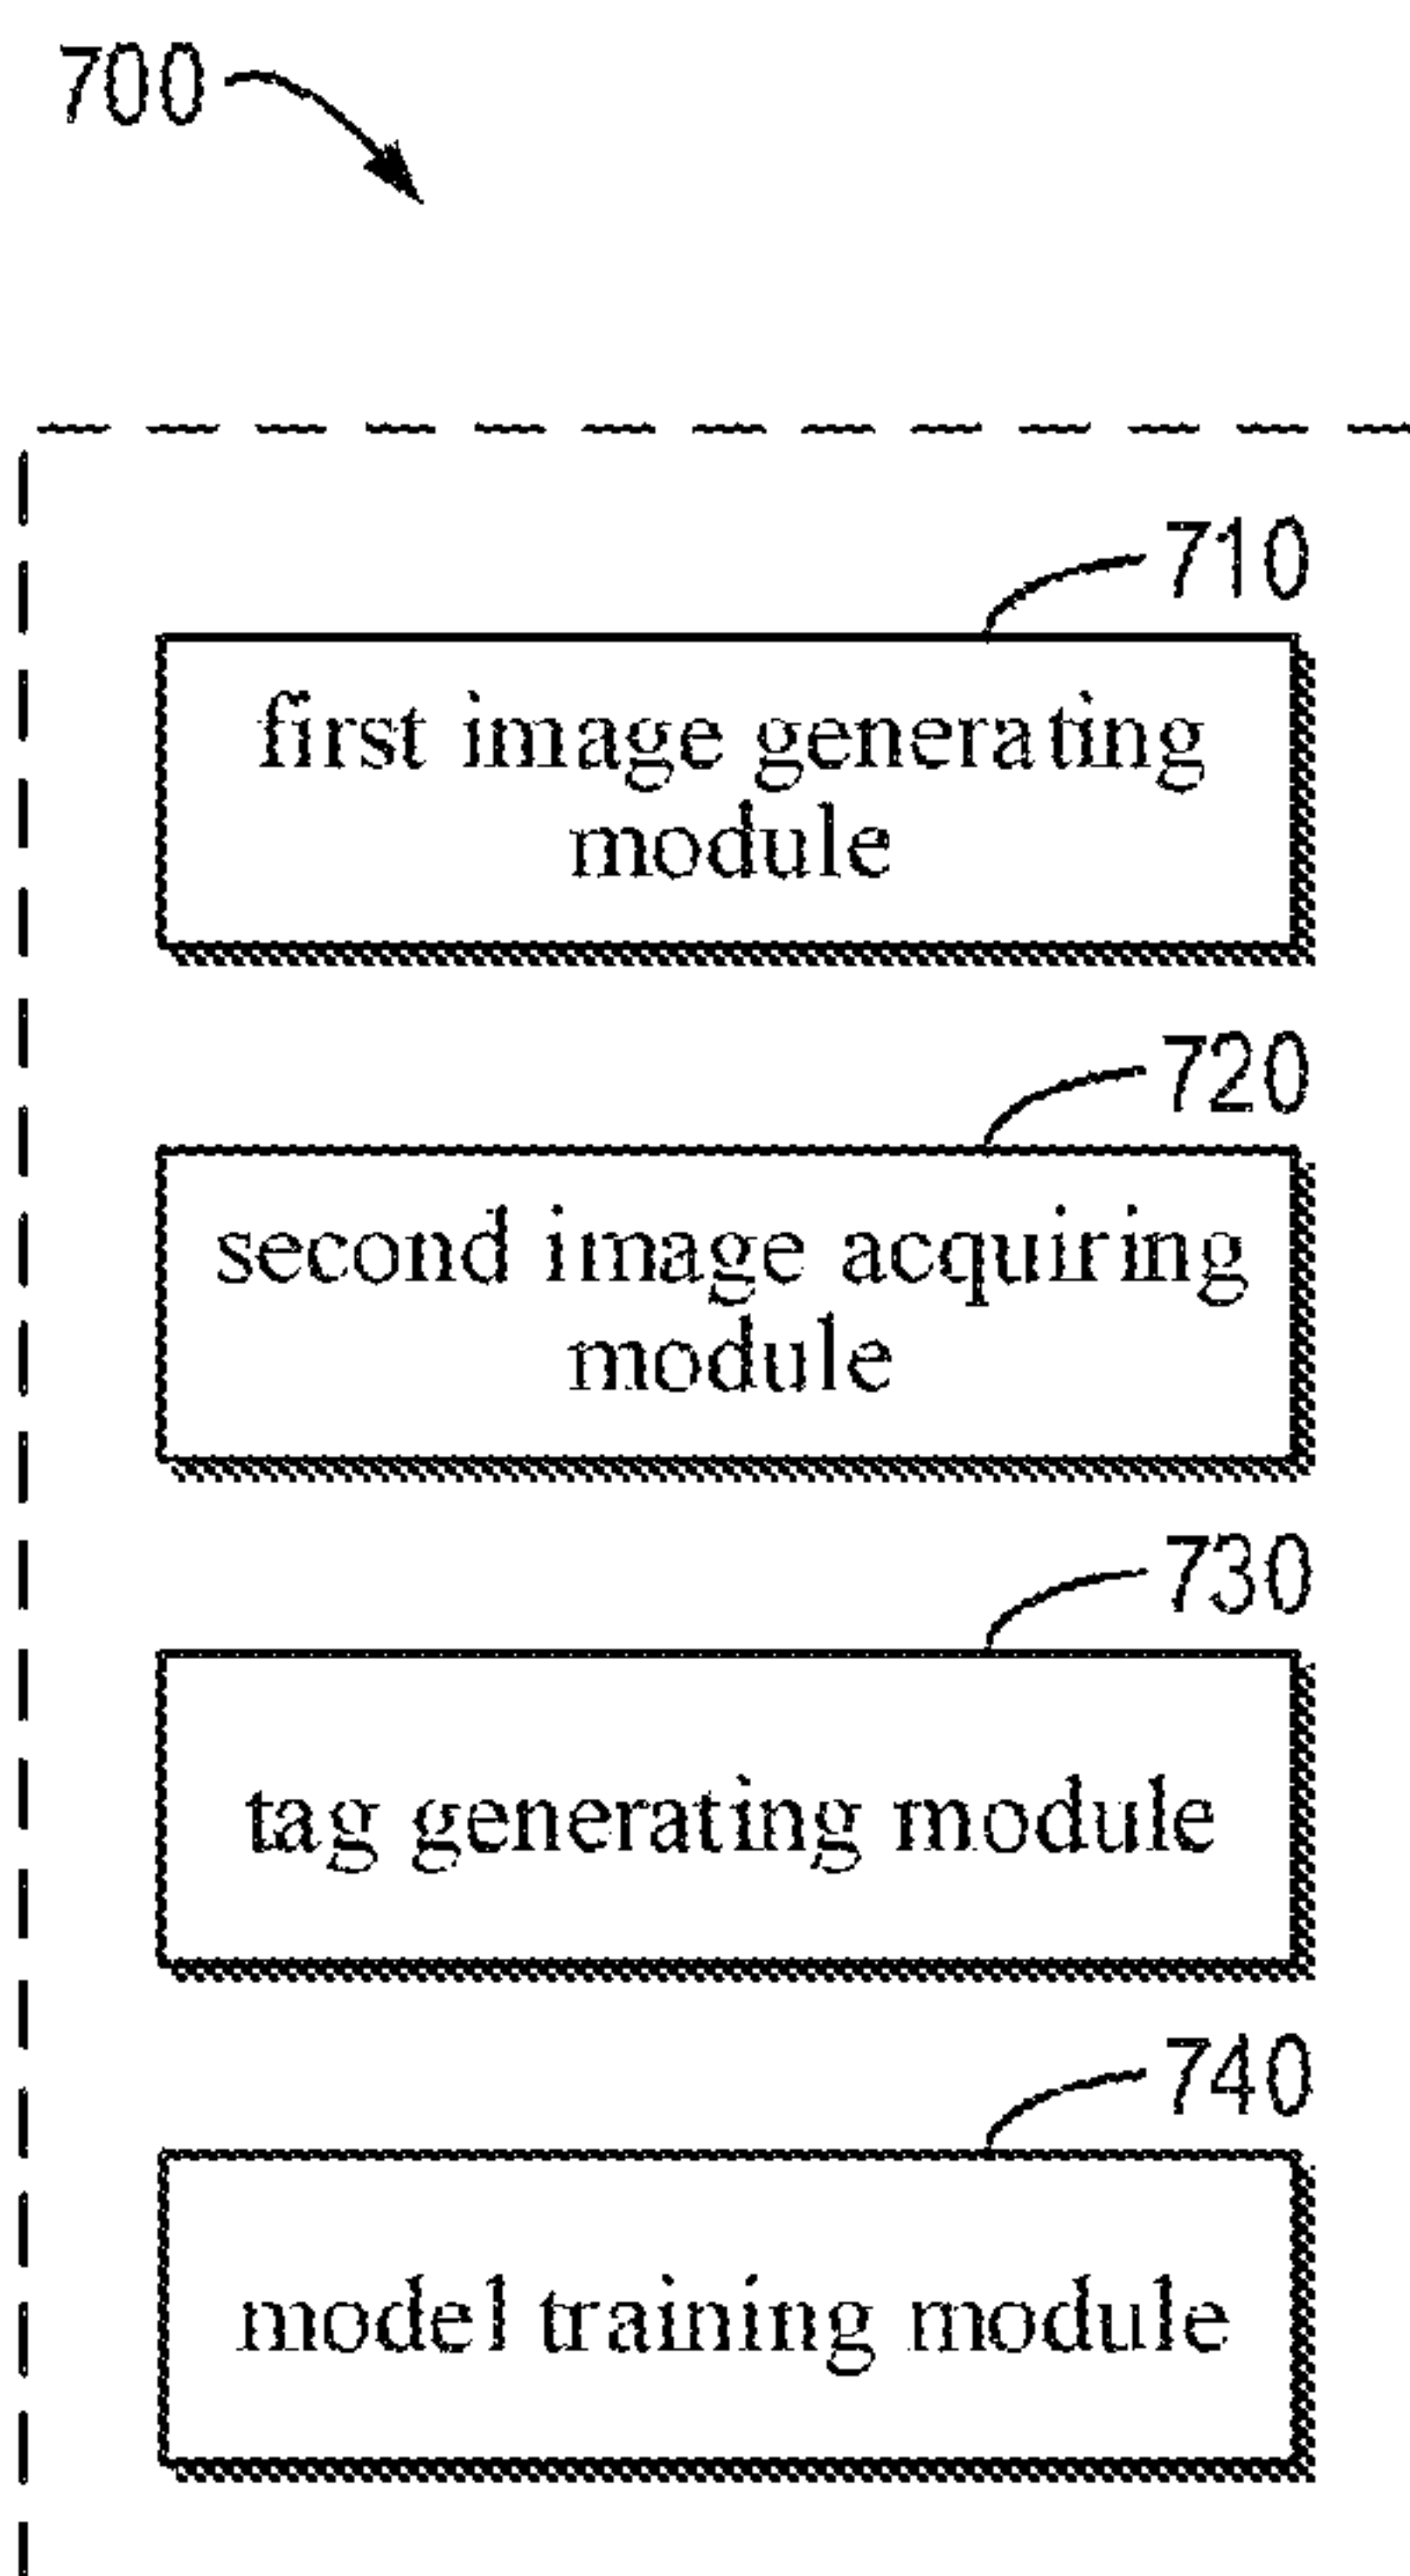 700
710
first image generating
module
720
second image acquiring
module
730
tag generating module
740
model training module